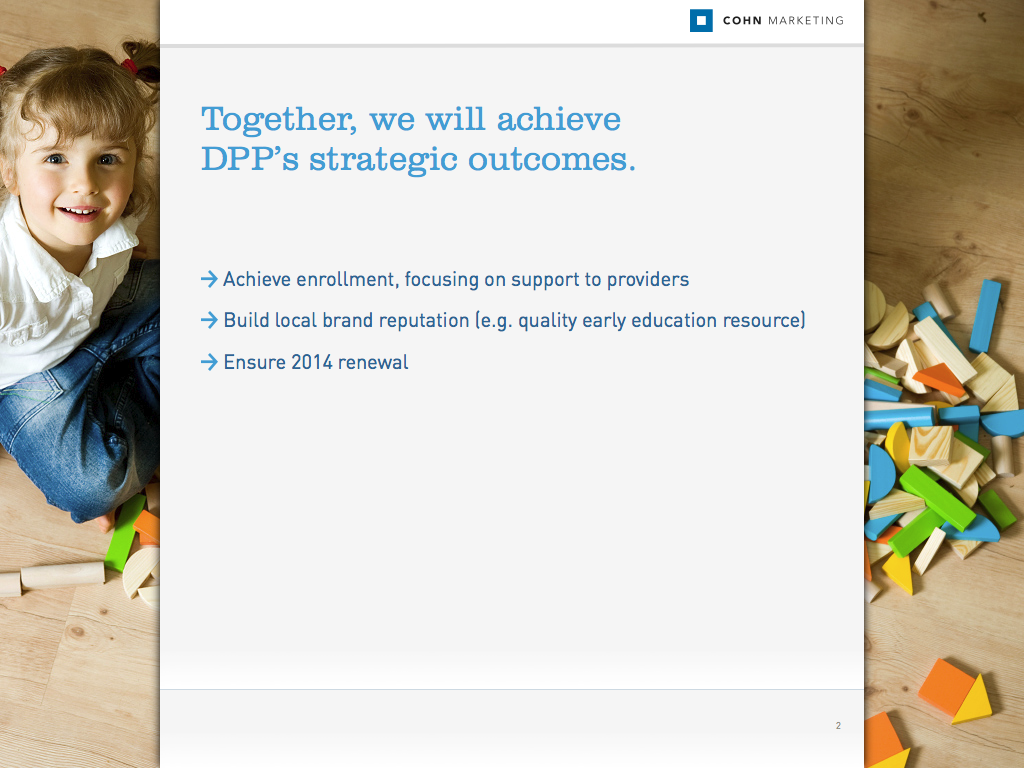 COHN MARKETING
Together, we will achieve
DPP’s strategic outcomes.
→ Achieve enrollment, focusing on support to providers
→ Build local brand reputation (e.g. quality early education resource)
→ Ensure 2014 renewal
2